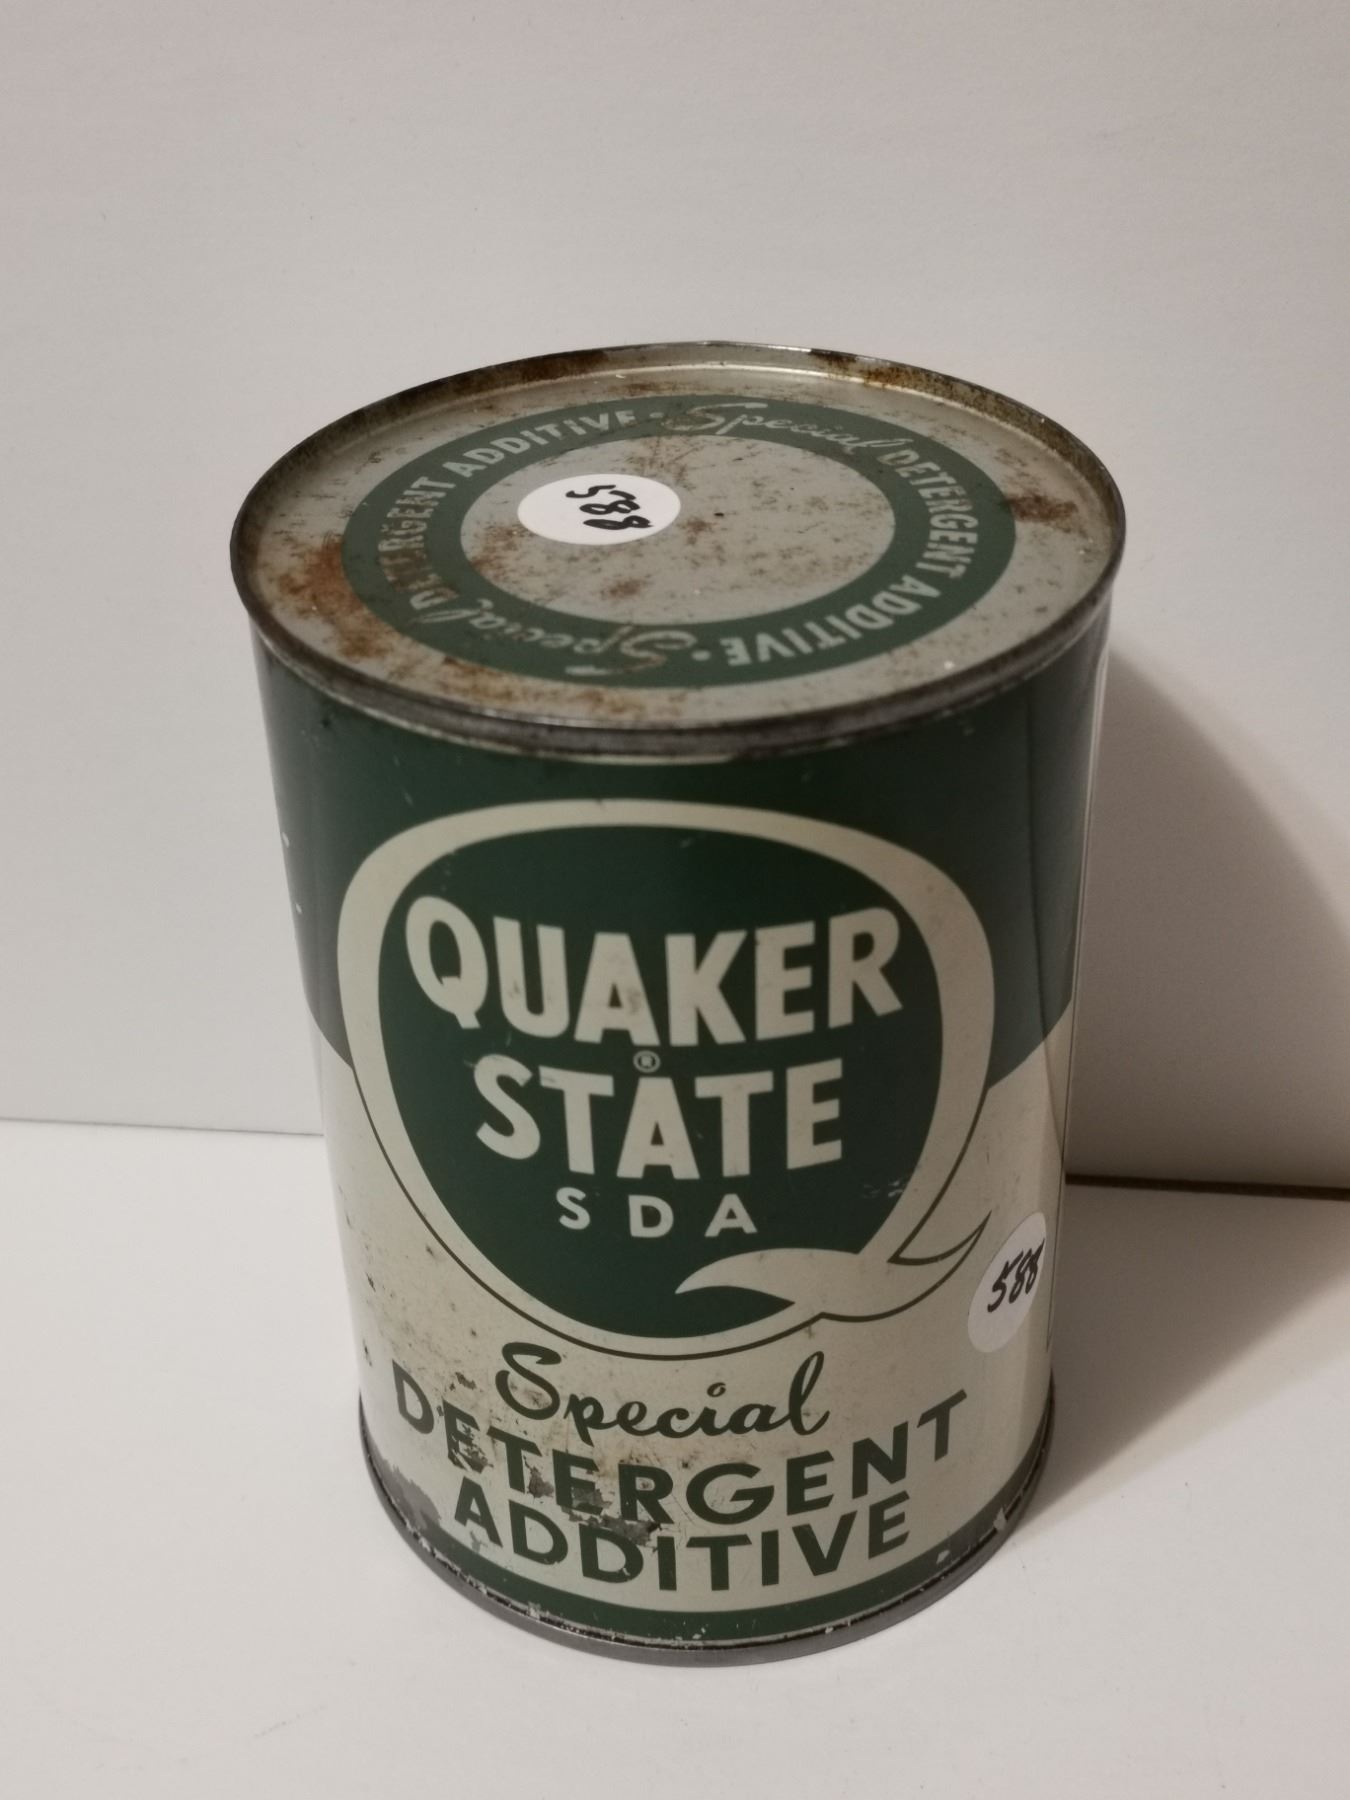 Special DETERGENT ADDITIVE • Special DETERGENT ADDITIVE •
588
QUAKER
STATE
®
SDA
588
Special
DETERGENT
ADDITIVE